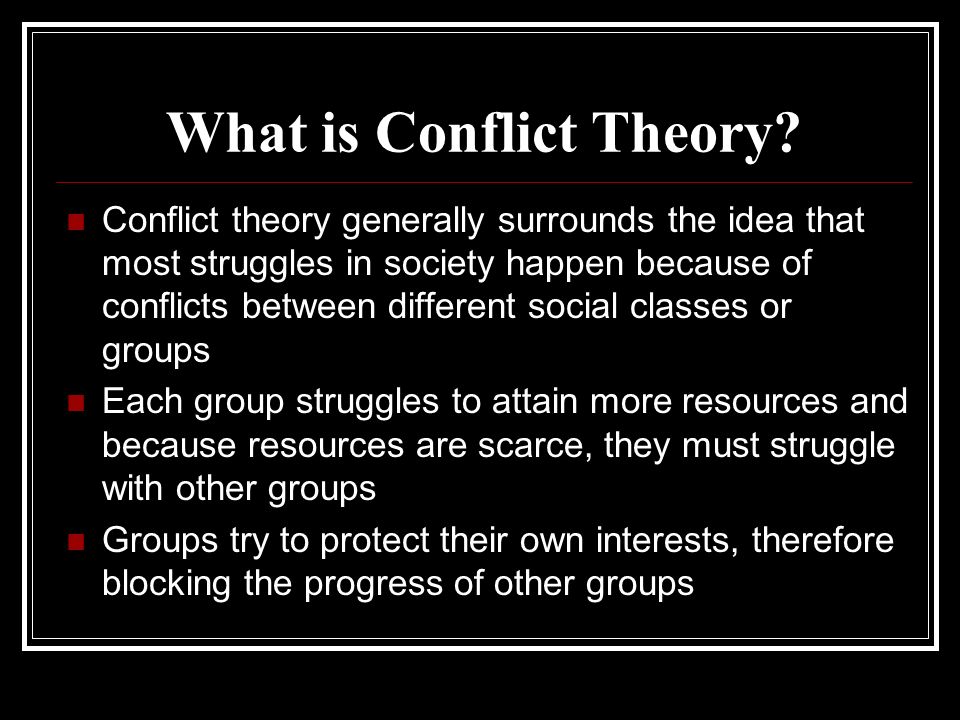 What is Conflict Theory?
Conflict theory generally surrounds the idea that
most struggles in society happen because of
conflicts between different social classes or
groups
Each group struggles to attain more resources and
because resources are scarce, they must struggle
with other groups
Groups try to protect their own interests, therefore
blocking the progress of other groups